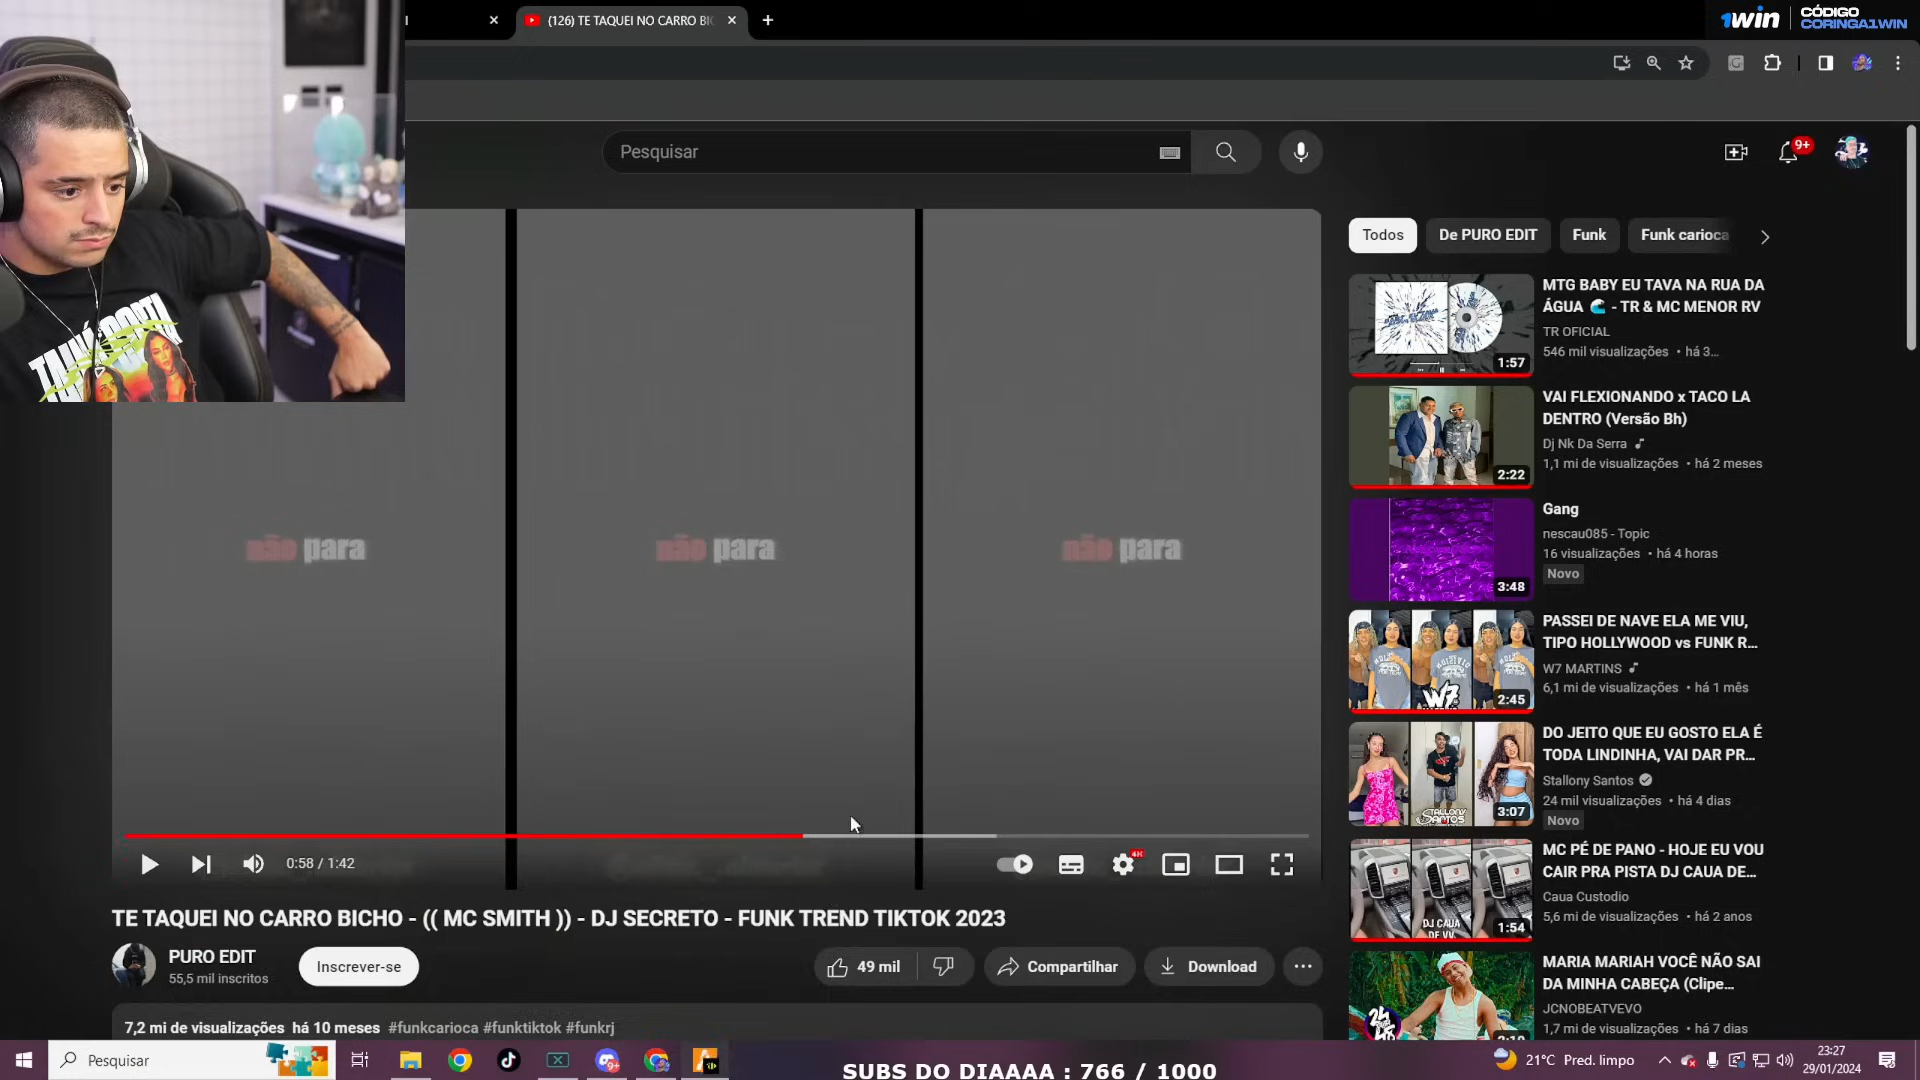 (126) TE TAQUEI NO CARRO BI
1win
CÓDIGO
CORINGA1WIN
Pesquisar
9+
Todos
De PURO EDIT
Funk
Funk carioca
não para
não para
não para
0:58 / 1:42
4K
TE TAQUEI NO CARRO BICHO - (( MC SMITH )) - DJ SECRETO - FUNK TREND TIKTOK 2023
PURO EDIT
55,5 mil inscritos
Inscrever-se
49 mil
Compartilhar
Download
7,2 mi de visualizações há 10 meses #funkcarioca #funktiktok #funkrj
MTG BABY EU TAVA NA RUA DA
ÁGUA 🌊 - TR & MC MENOR RV
TR OFICIAL
546 mil visualizações • há 3...
1:57
VAI FLEXIONANDO x TACO LA
DENTRO (Versão Bh)
Dj Nk Da Serra
1,1 mi de visualizações • há 2 meses
2:22
Gang
nescau085 - Topic
16 visualizações • há 4 horas
Novo
3:48
PASSEI DE NAVE ELA ME VIU,
TIPO HOLLYWOOD vs FUNK R...
W7 MARTINS
6,1 mi de visualizações • há 1 mês
W7
2:45
DO JEITO QUE EU GOSTO ELA É
TODA LINDINHA, VAI DAR PR...
Stallony Santos
24 mil visualizações • há 4 dias
Novo
STALLONY
SANTOS
3:07
MC PÉ DE PANO - HOJE EU VOU
CAIR PRA PISTA DJ CAUA DE...
Caua Custodio
5,6 mi de visualizações • há 2 anos
DJ CAUA
DE VV
1:54
MARIA MARIAH VOCÊ NÃO SAI
DA MINHA CABEÇA (Clipe...
JCNOBEATVEVO
1,7 mi de visualizações • há 7 dias
Pesquisar
SUBS DO DIAAAA : 766 / 1000
21°C Pred. limpo
23:27
29/01/2024